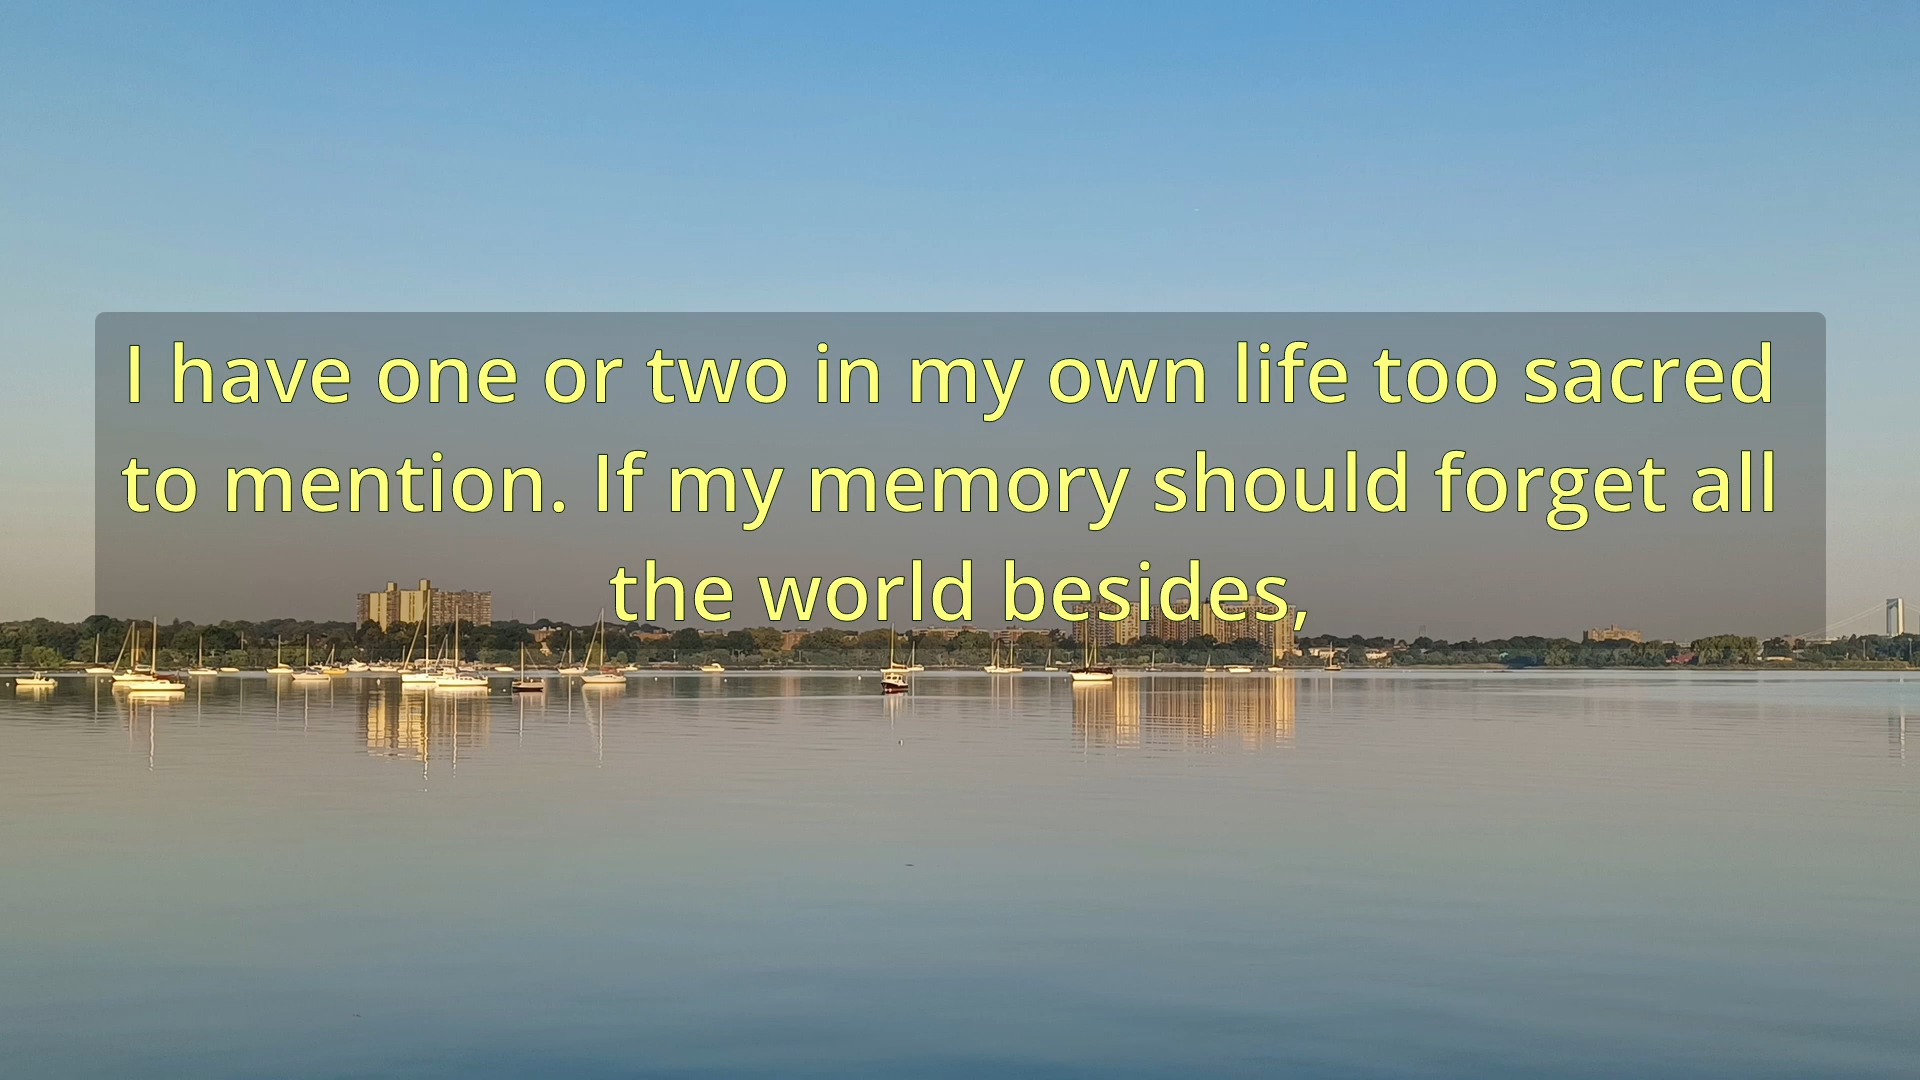 I have one or two in my own life too sacred
to mention. If my memory should forget all
the world besides,